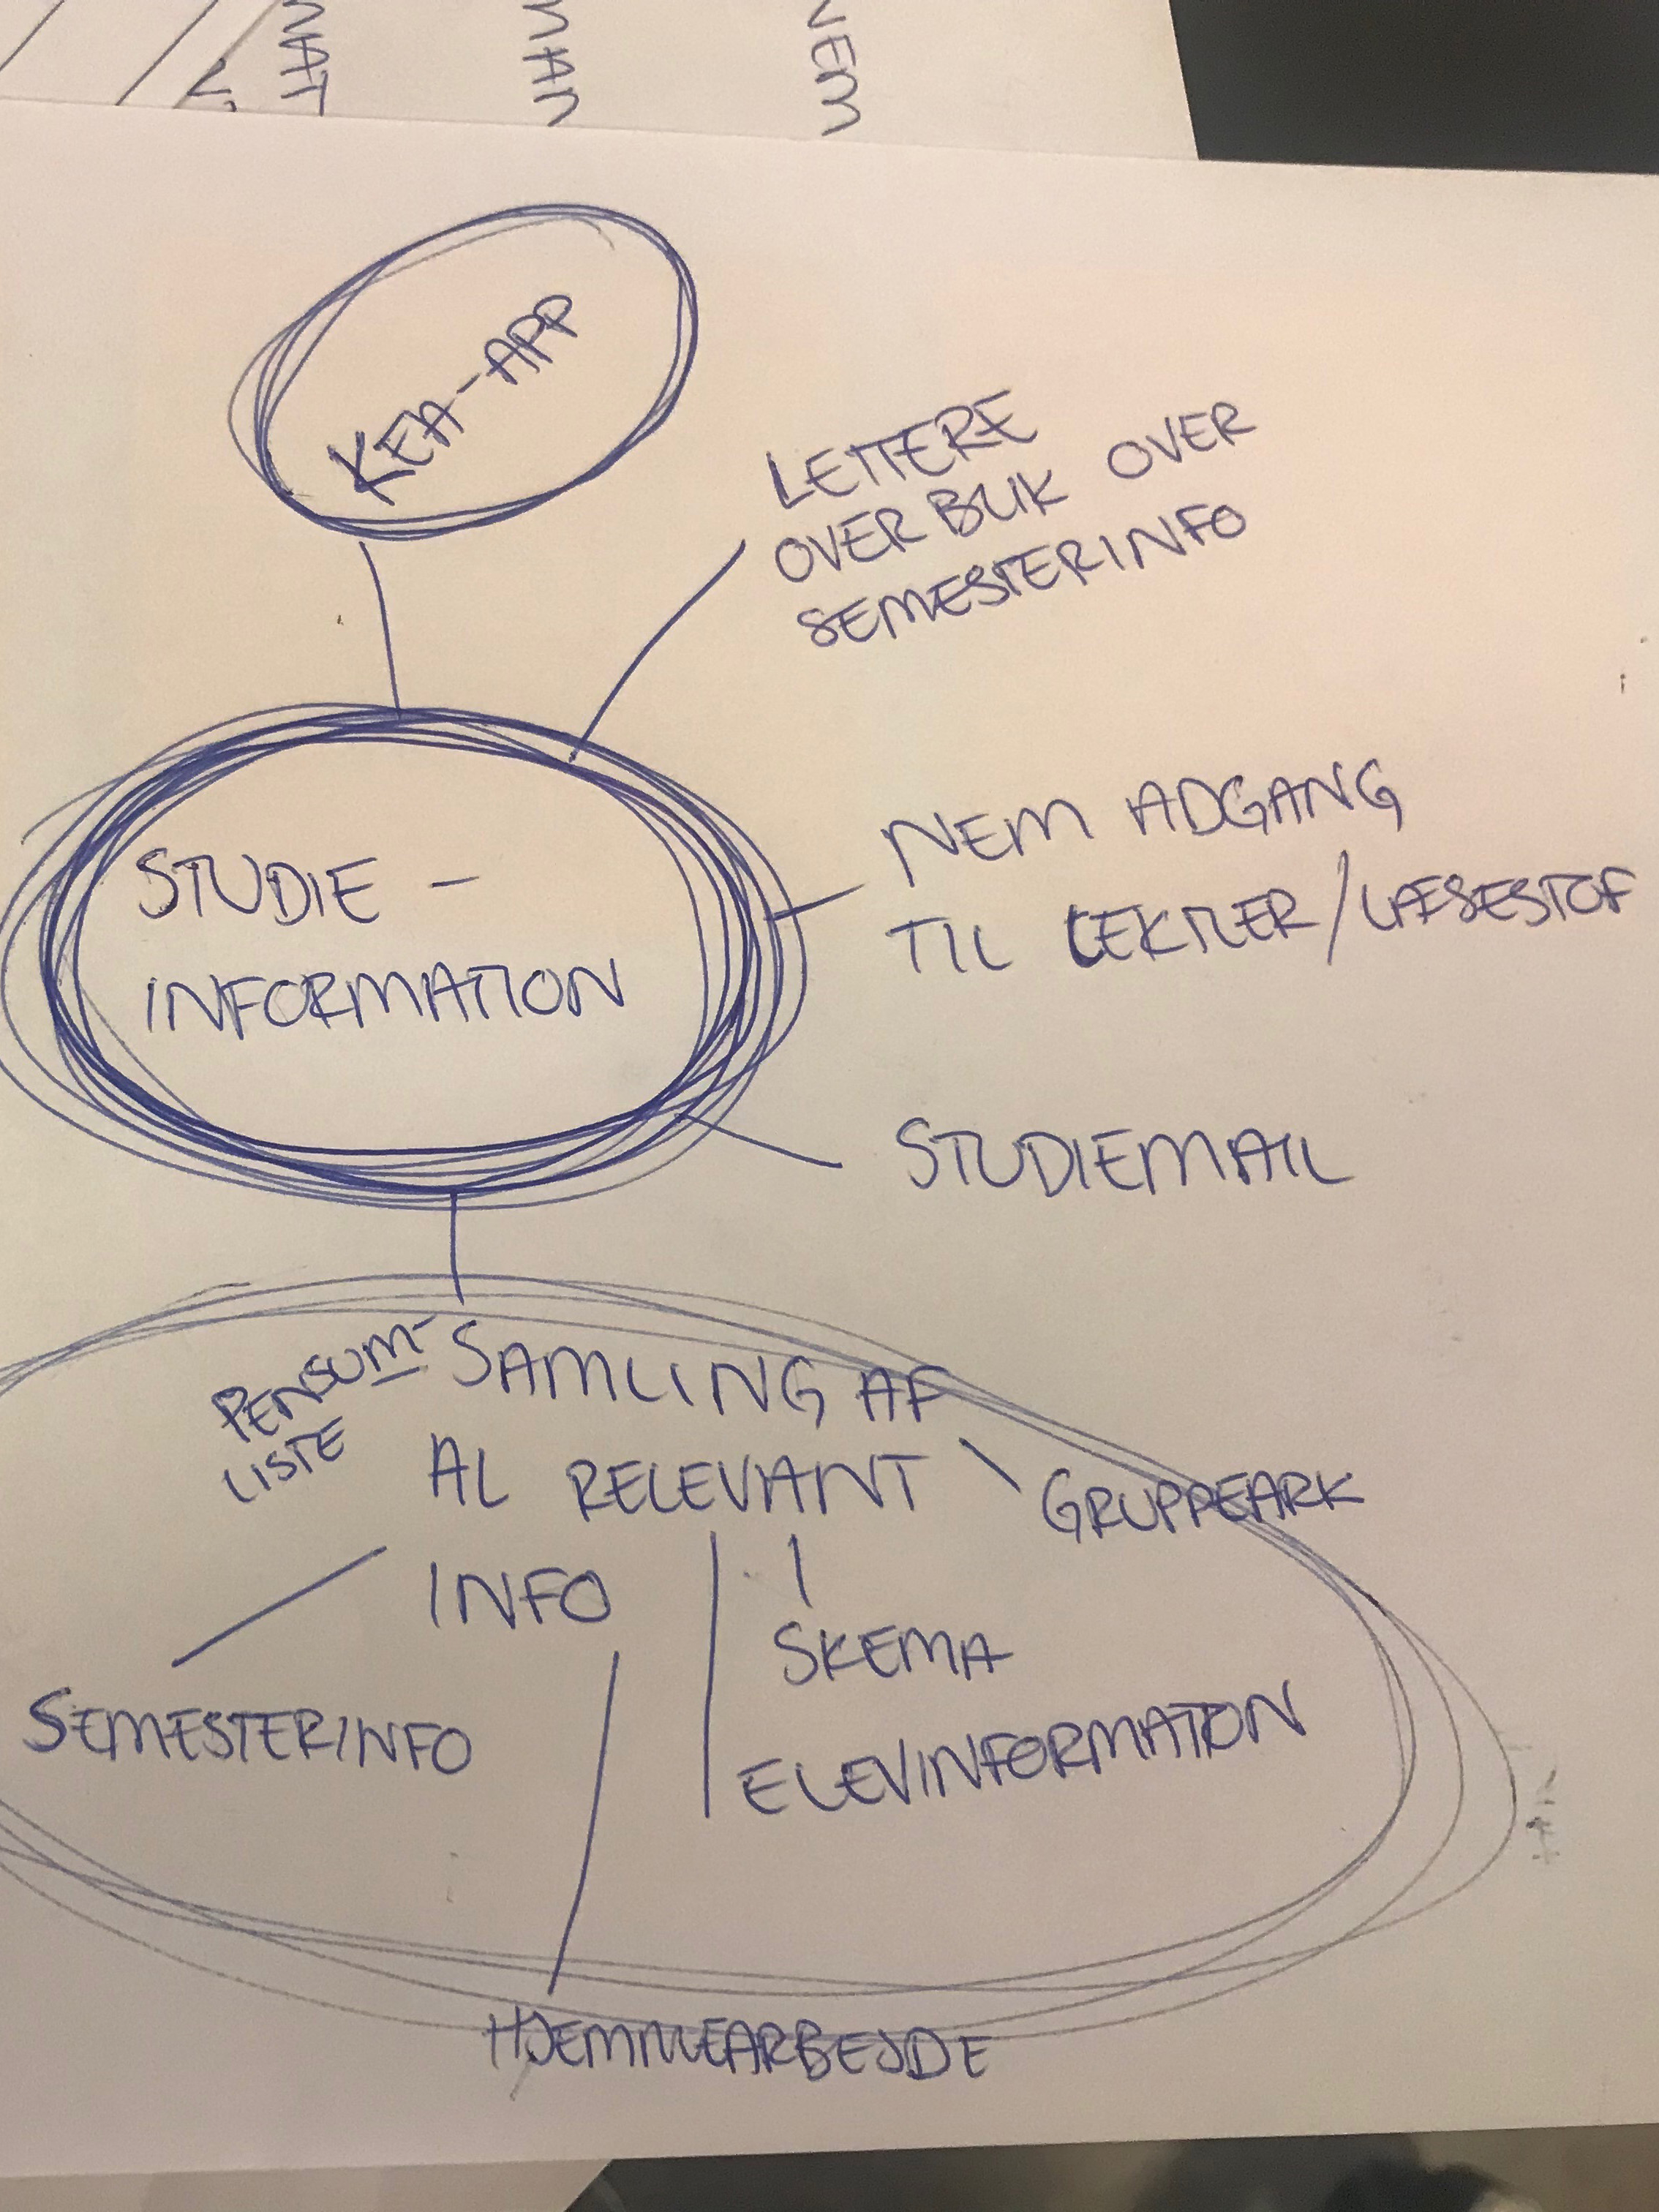 NEM
KEA-APP
LETTERE
OVERBLIK OVER
SEMESTERINFO
STUDIE-
INFORMATION
NEM ADGANG
TIL LEKTIER/LÆSESTOF
STUDIEMAIL
PENSUM-
LISTE
SAMLING AF
AL RELEVANT
INFO
GRUPPEARK
SKEMA
SEMESTERINFO
ELEVINFORMATION
HJEMMEARBEJDE